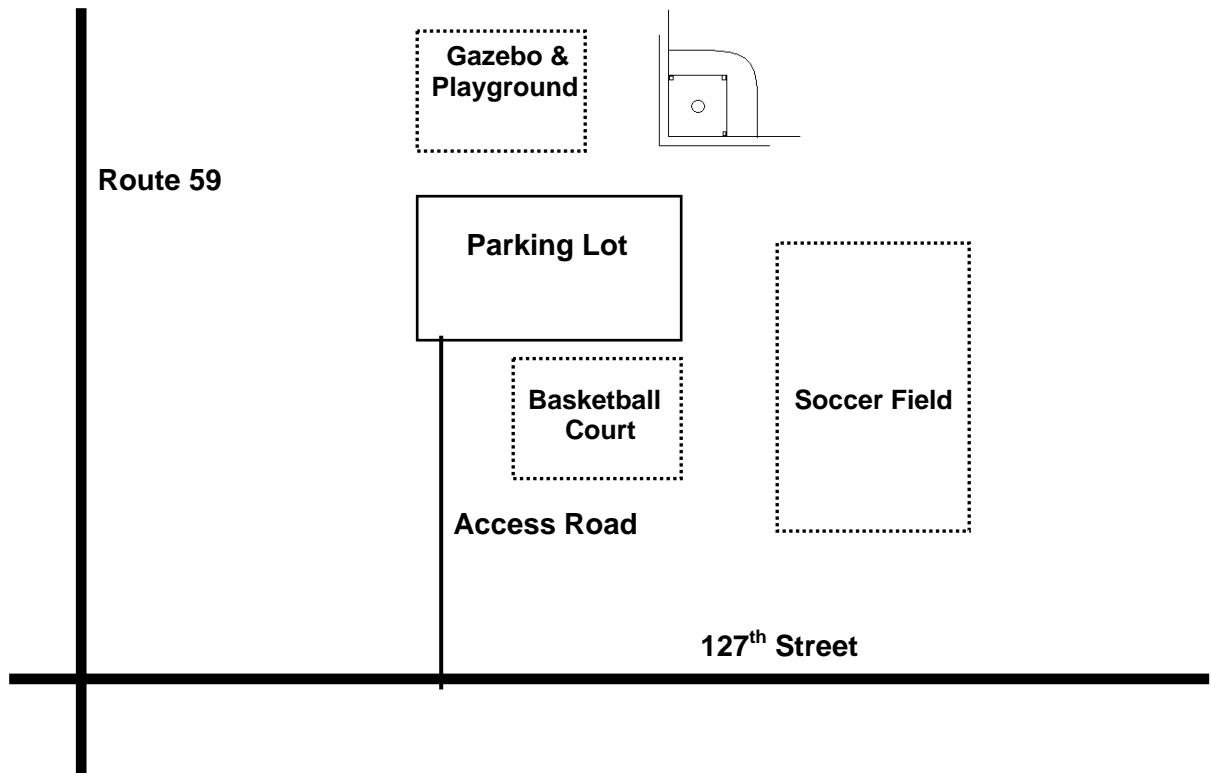 Gazebo &
Playground
Route 59
Parking Lot
Basketball
Court
Soccer Field
Access Road
127th Street